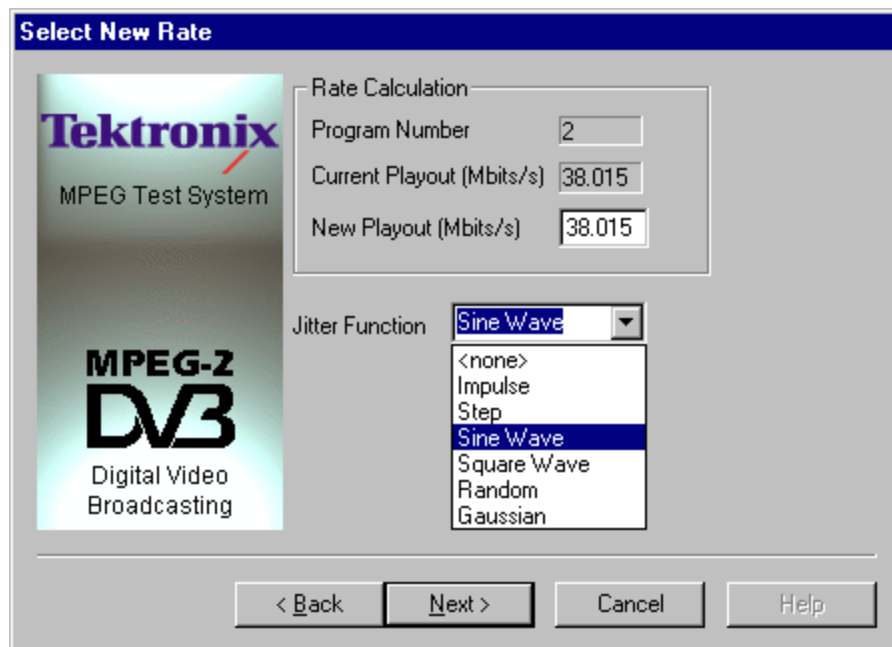 Select New Rate
Tektronix
MPEG Test System
MPEG-2
DVB
Digital Video
Broadcasting
Rate Calculation
Program Number 2
Current Playout (Mbits/s) 38.015
New Playout (Mbits/s) 38.015
Jitter Function Sine Wave
<none>
Impulse
Step
Sine Wave
Square Wave
Random
Gaussian
< Back Next > Cancel Help